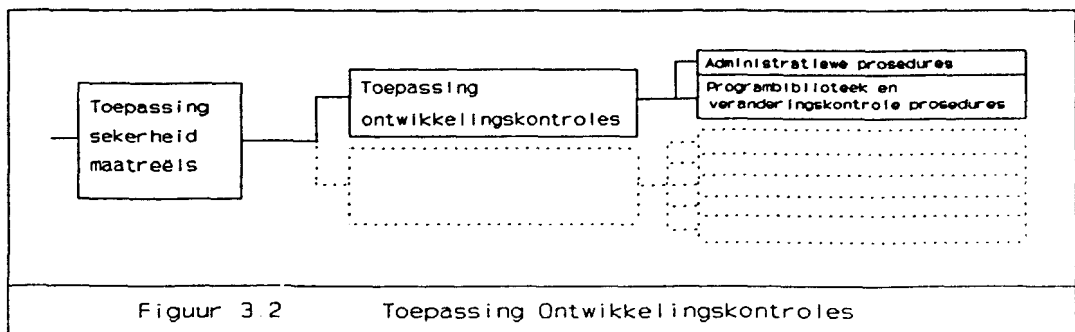 Toepassing
sekerheid
maatreëls
Toepassing
ontwikkelingskontroles
Administratiewe prosedures
Programbiblioteek en
veranderingskontrole prosedures
Figuur 3.2 Toepassing Ontwikkelingskontroles